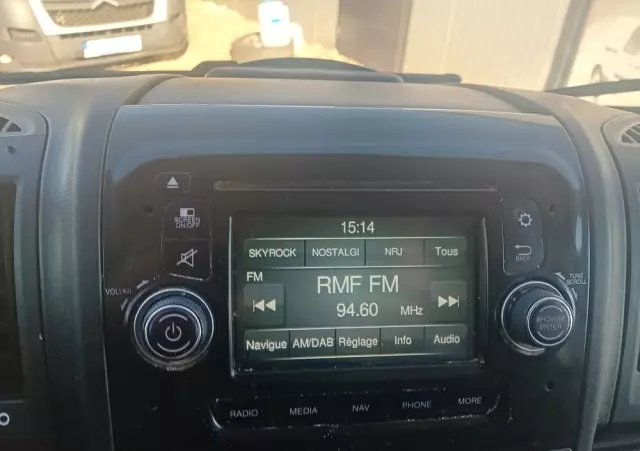 15:14
SKYROCK NOSTALGI NRJ Tous
SCREEN
ON/OFF
FM
RMF FM
94.60 MHz
BACK
VOLUME
TUNE
SCROLL
BROWSE
ENTER
Navigue AM/DAB Règlage Info Audio
RADIO MEDIA NAV PHONE MORE